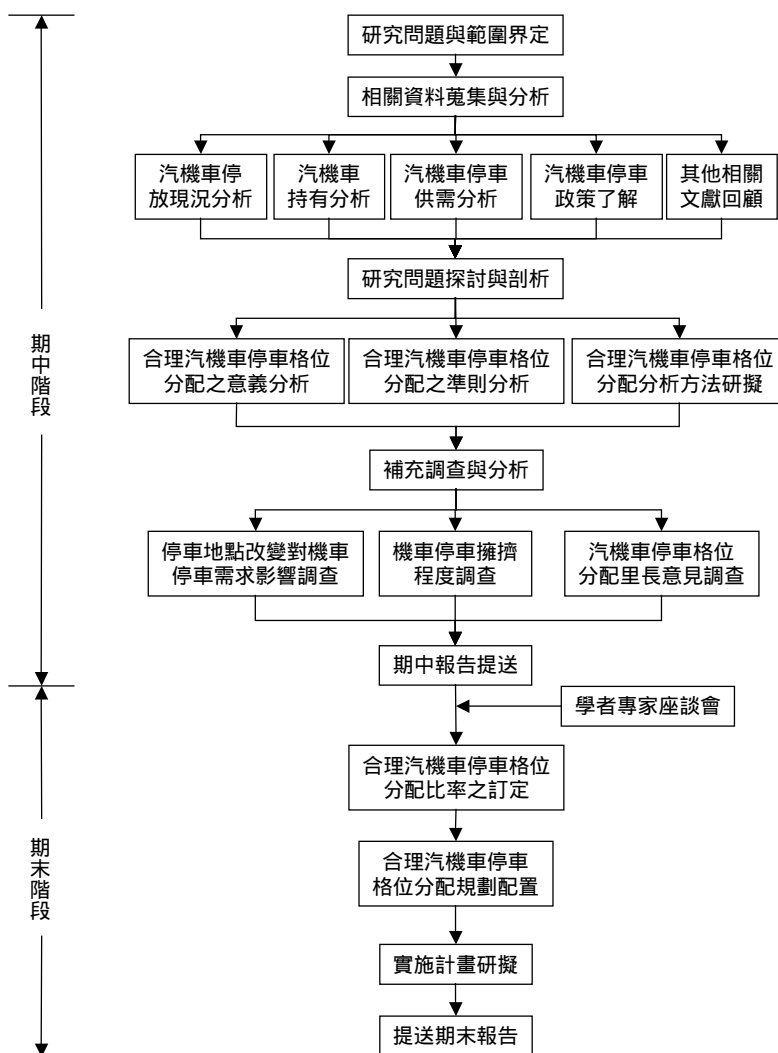 研究問題與範圍界定
相關資料蒐集與分析
汽機車停
放現況分析
汽機車
持有分析
汽機車停車
供需分析
汽機車停車
政策了解
其他相關
文獻回顧
研究問題探討與剖析
合理汽機車停車格位
分配之意義分析
合理汽機車停車格位
分配之準則分析
合理汽機車停車格位
分配分析方法研擬
補充調查與分析
停車地點改變對機車
停車需求影響調查
機車停車擁擠
程度調查
汽機車停車格位
分配里長意見調查
期中報告提送
期中階段
學者專家座談會
合理汽機車停車格位
分配比率之訂定
合理汽機車停車
格位分配規劃配置
實施計畫研擬
提送期末報告
期末階段